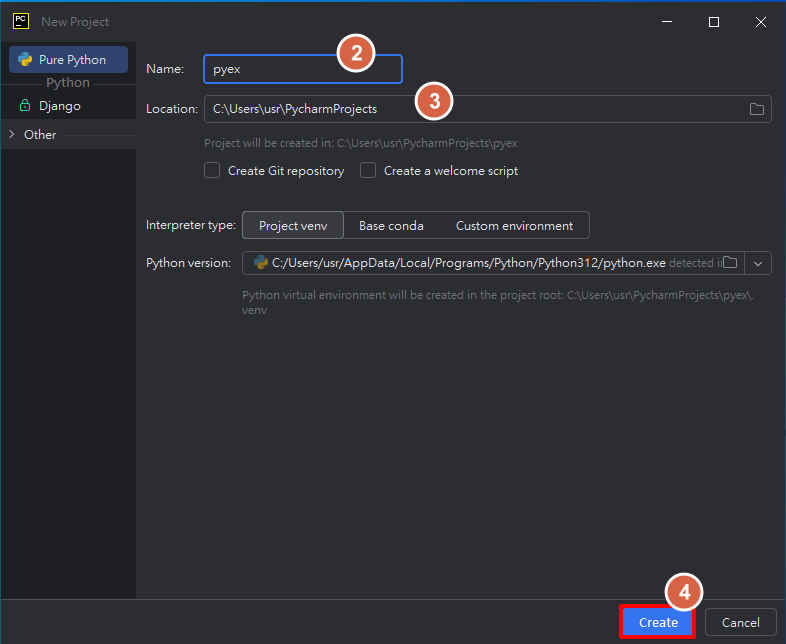 PC
New Project
Pure Python
Python
Django
Other
Name: pyex
2
Location: C:\Users\usr\PycharmProjects
3
Project will be created in: C:\Users\usr\PycharmProjects\pyex
Create Git repository Create a welcome script
Interpreter type: Project venv Base conda Custom environment
Python version: C:/Users/usr/AppData/Local/Programs/Python/Python312/python.exe detected i
Python virtual environment will be created in the project root: C:\Users\usr\PycharmProjects\pyex\.
venv
4
Create Cancel